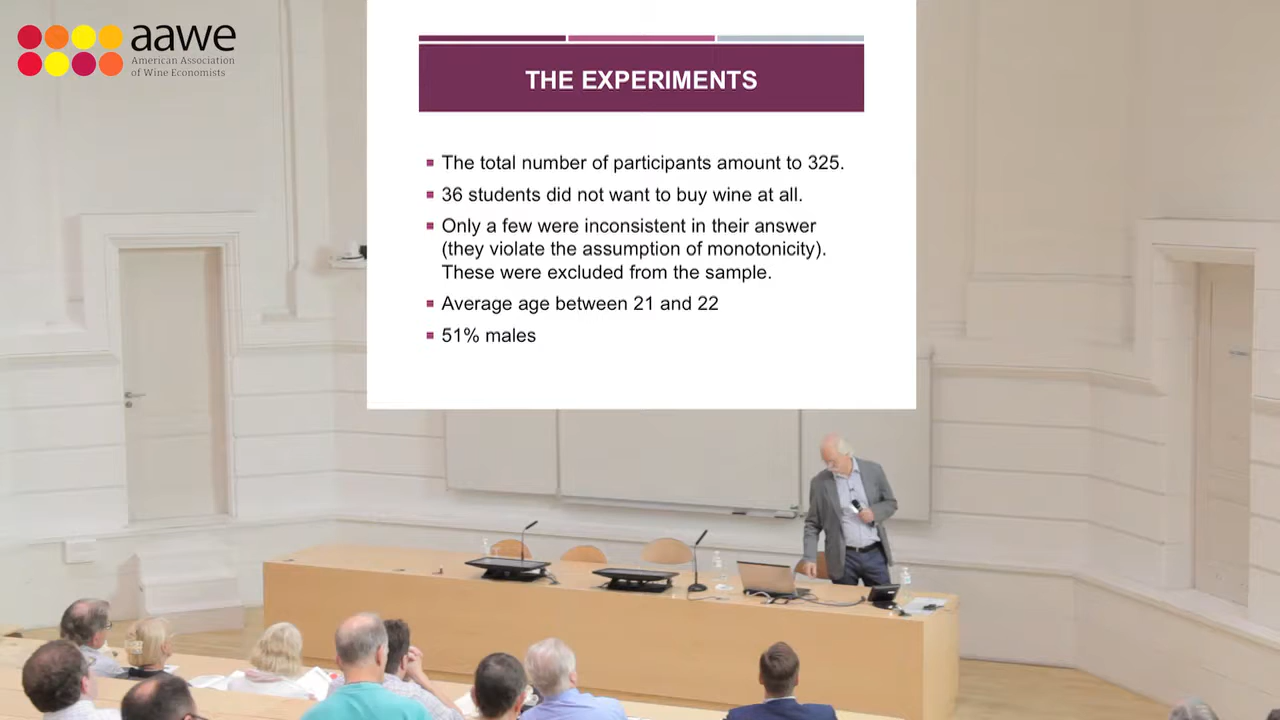 aawe
American Association
of Wine Economists
THE EXPERIMENTS
The total number of participants amount to 325.
36 students did not want to buy wine at all.
Only a few were inconsistent in their answer
(they violate the assumption of monotonicity).
These were excluded from the sample.
Average age between 21 and 22
51% males